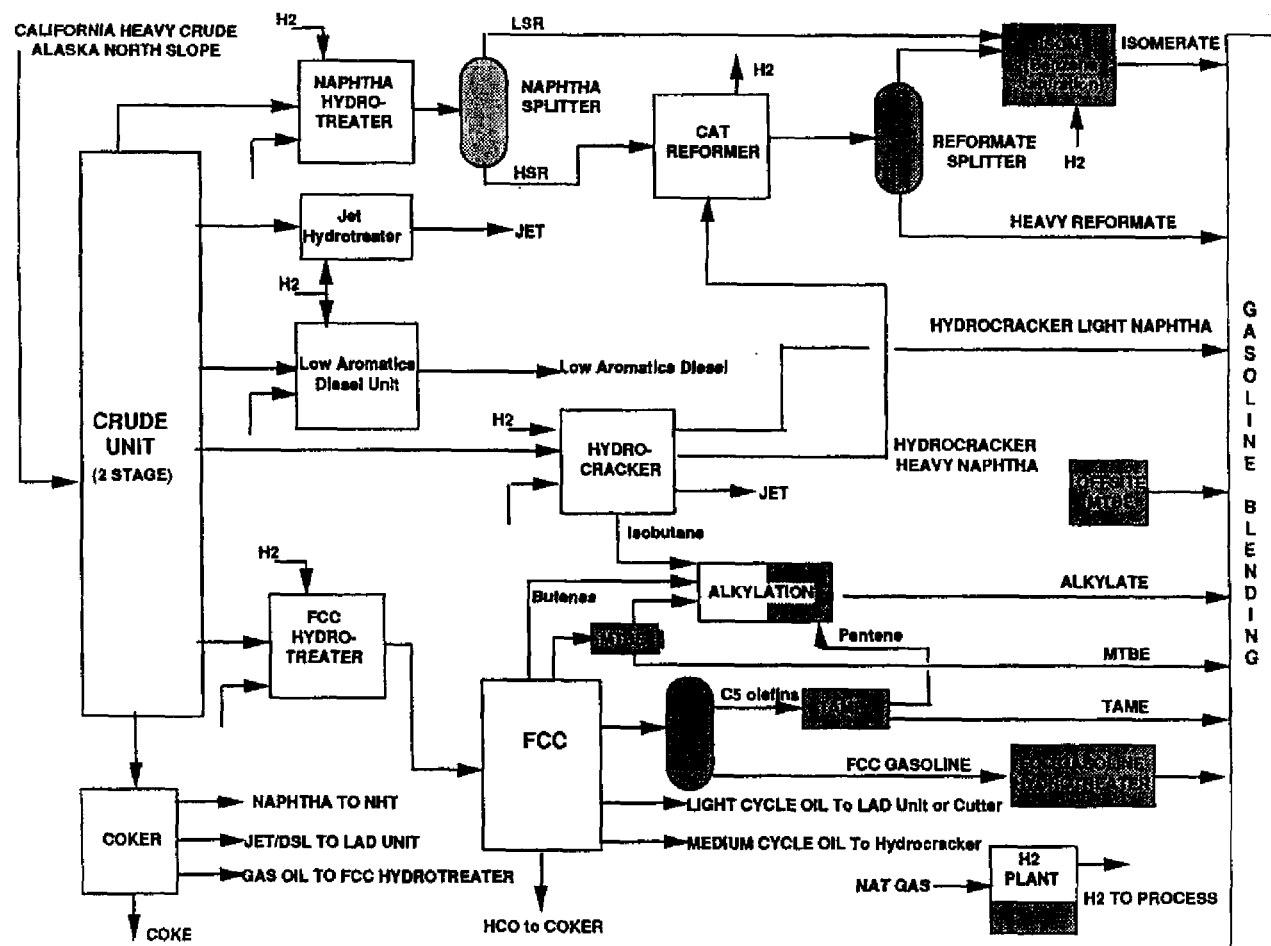 CALIFORNIA HEAVY CRUDE
ALASKA NORTH SLOPE
H2
NAPHTHA
HYDRO-
TREATER
LSR
NAPHTHA
SPLITTER
HSR
H2
CAT
REFORMER
REFORMATE
SPLITTER
ISOMERATE
H2
HEAVY REFORMATE
Jet
Hydrotreater
JET
H2
Low Aromatics
Diesel Unit
Low Aromatics Diesel
HYDROCRACKER LIGHT NAPHTHA
CRUDE
UNIT
(2 STAGE)
H2
HYDRO-
CRACKER
HYDROCRACKER
HEAVY NAPHTHA
JET
OFFSITE
MTBE
Isobutane
H2
FCC
HYDRO-
TREATER
Butenes
ALKYLATION
ALKYLATE
MTBE
Pentene
MTBE
FCC
C5 olefins
TAME
TAME
FCC GASOLINE
LIGHT CYCLE OIL To LAD Unit or Cutter
MEDIUM CYCLE OIL To Hydrocracker
HCO to COKER
COKER
NAPHTHA TO NHT
JET/DSL TO LAD UNIT
GAS OIL TO FCC HYDROTREATER
COKE
NAT GAS
H2
PLANT
H2 TO PROCESS
GASOLINE BLENDING